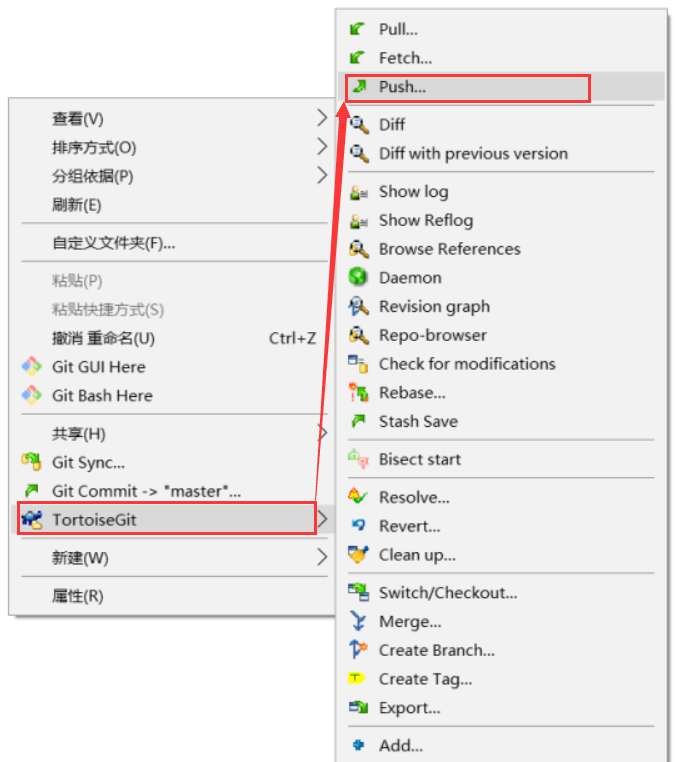 查看(V)
排序方式(O)
分组依据(P)
刷新(E)
自定义文件夹(F)...
粘贴(P)
粘贴快捷方式(S)
撤消 重命名(U) Ctrl+Z
Git GUI Here
Git Bash Here
共享(H)
Git Sync...
Git Commit -> "master"...
TortoiseGit
新建(W)
属性(R)
Pull...
Fetch...
Push...
Diff
Diff with previous version
Show log
Show Reflog
Browse References
Daemon
Revision graph
Repo-browser
Check for modifications
Rebase...
Stash Save
Bisect start
Resolve...
Revert...
Clean up...
Switch/Checkout...
Merge...
Create Branch...
Create Tag...
Export...
Add...